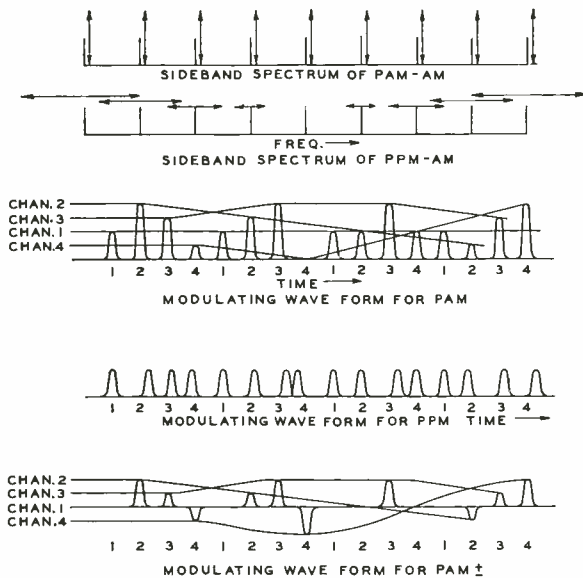 SIDEBAND SPECTRUM OF PAM-AM
FREQ.
SIDEBAND SPECTRUM OF PPM-AM
CHAN. 2
CHAN. 3
CHAN. 1
CHAN. 4
1 2 3 4 1 2 3 4 1 2 3 4 1 2 3 4
TIME
MODULATING WAVE FORM FOR PAM
1 2 3 4 1 2 3 4 1 2 3 4 1 2 3 4
MODULATING WAVE FORM FOR PPM TIME
CHAN. 2
CHAN. 3
CHAN. 1
CHAN. 4
1 2 3 4 1 2 3 4 1 2 3 4 1 2 3 4
MODULATING WAVE FORM FOR PAM ±